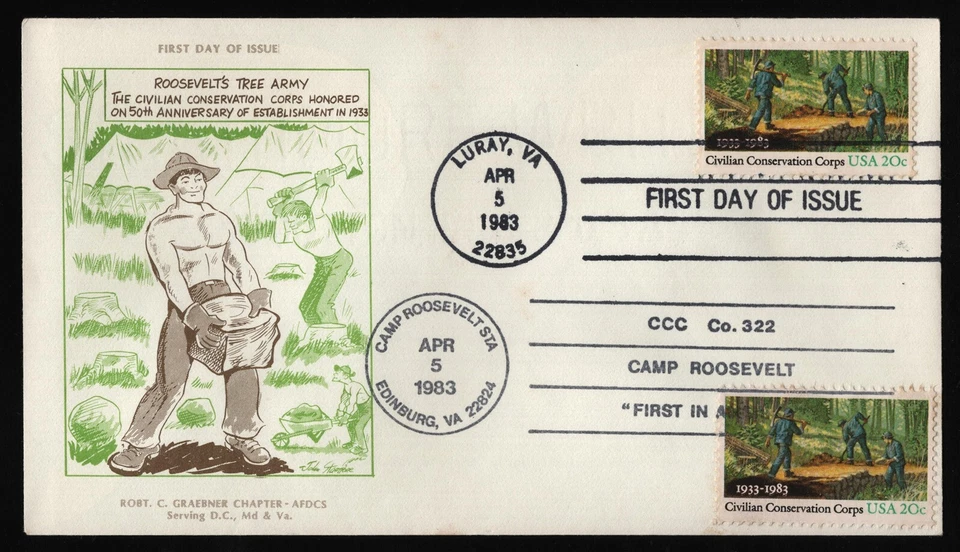 FIRST DAY OF ISSUE
ROOSEVELT'S TREE ARMY
THE CIVILIAN CONSERVATION CORPS HONORED
ON 50th ANNIVERSARY OF ESTABLISHMENT IN 1933
ROBT. C. GRAEBNER CHAPTER - AFDCS
Serving D.C., Md & Va.
LURAY, VA
APR
5
1983
22835
1933-1983
Civilian Conservation Corps USA 20c
FIRST DAY OF ISSUE
CAMP ROOSEVELT STA
APR
5
1983
EDINBURG, VA 22824
CCC Co. 322
CAMP ROOSEVELT
"FIRST IN
1933-1983
Civilian Conservation Corps USA 20c